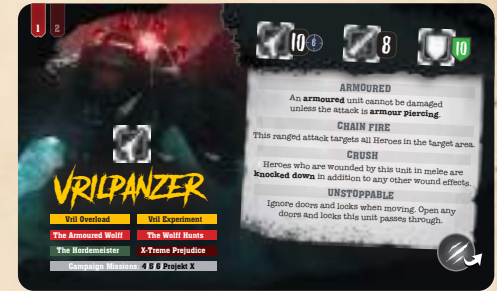 1 2
10 6 8 10
ARMOURED
An armoured unit cannot be damaged
unless the attack is armour piercing.
CHAIN FIRE
This ranged attack targets all Heroes in the target area.
CRUSH
Heroes who are wounded by this unit in melee are
knocked down in addition to any other wound effects.
UNSTOPPABLE
Ignore doors and locks when moving. Open any
doors and locks this unit passes through.
VRILPANZER
Vril Overload Vril Experiment
The Armoured Wolff The Wolff Hunts
The Hordemeister X-Treme Prejudice
Campaign Missions: 4 5 6 Projekt X